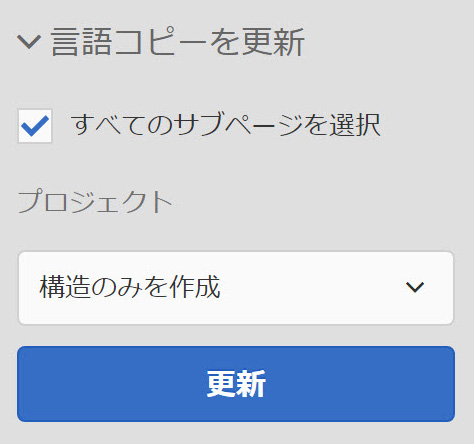 言語コピーを更新
すべてのサブページを選択
プロジェクト
構造のみを作成
更新